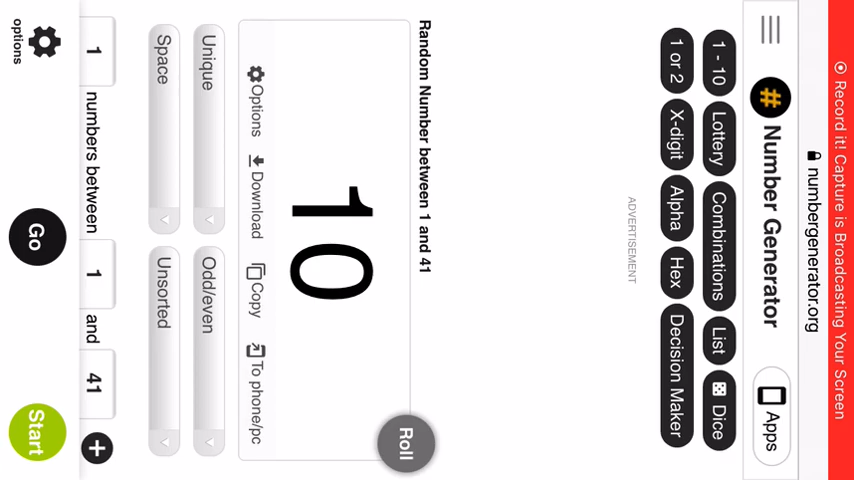 Record it! Capture is Broadcasting Your Screen
numbergenerator.org
# Number Generator
Apps
1 - 10 Lottery Combinations List Dice
1 or 2 X-digit Alpha Hex Decision Maker
ADVERTISEMENT
Random Number between 1 and 41
Roll
10
Options Download Copy To phone/pc
Unique Odd/even
Space Unsorted
1 numbers between 1 and 41 +
options Go Start